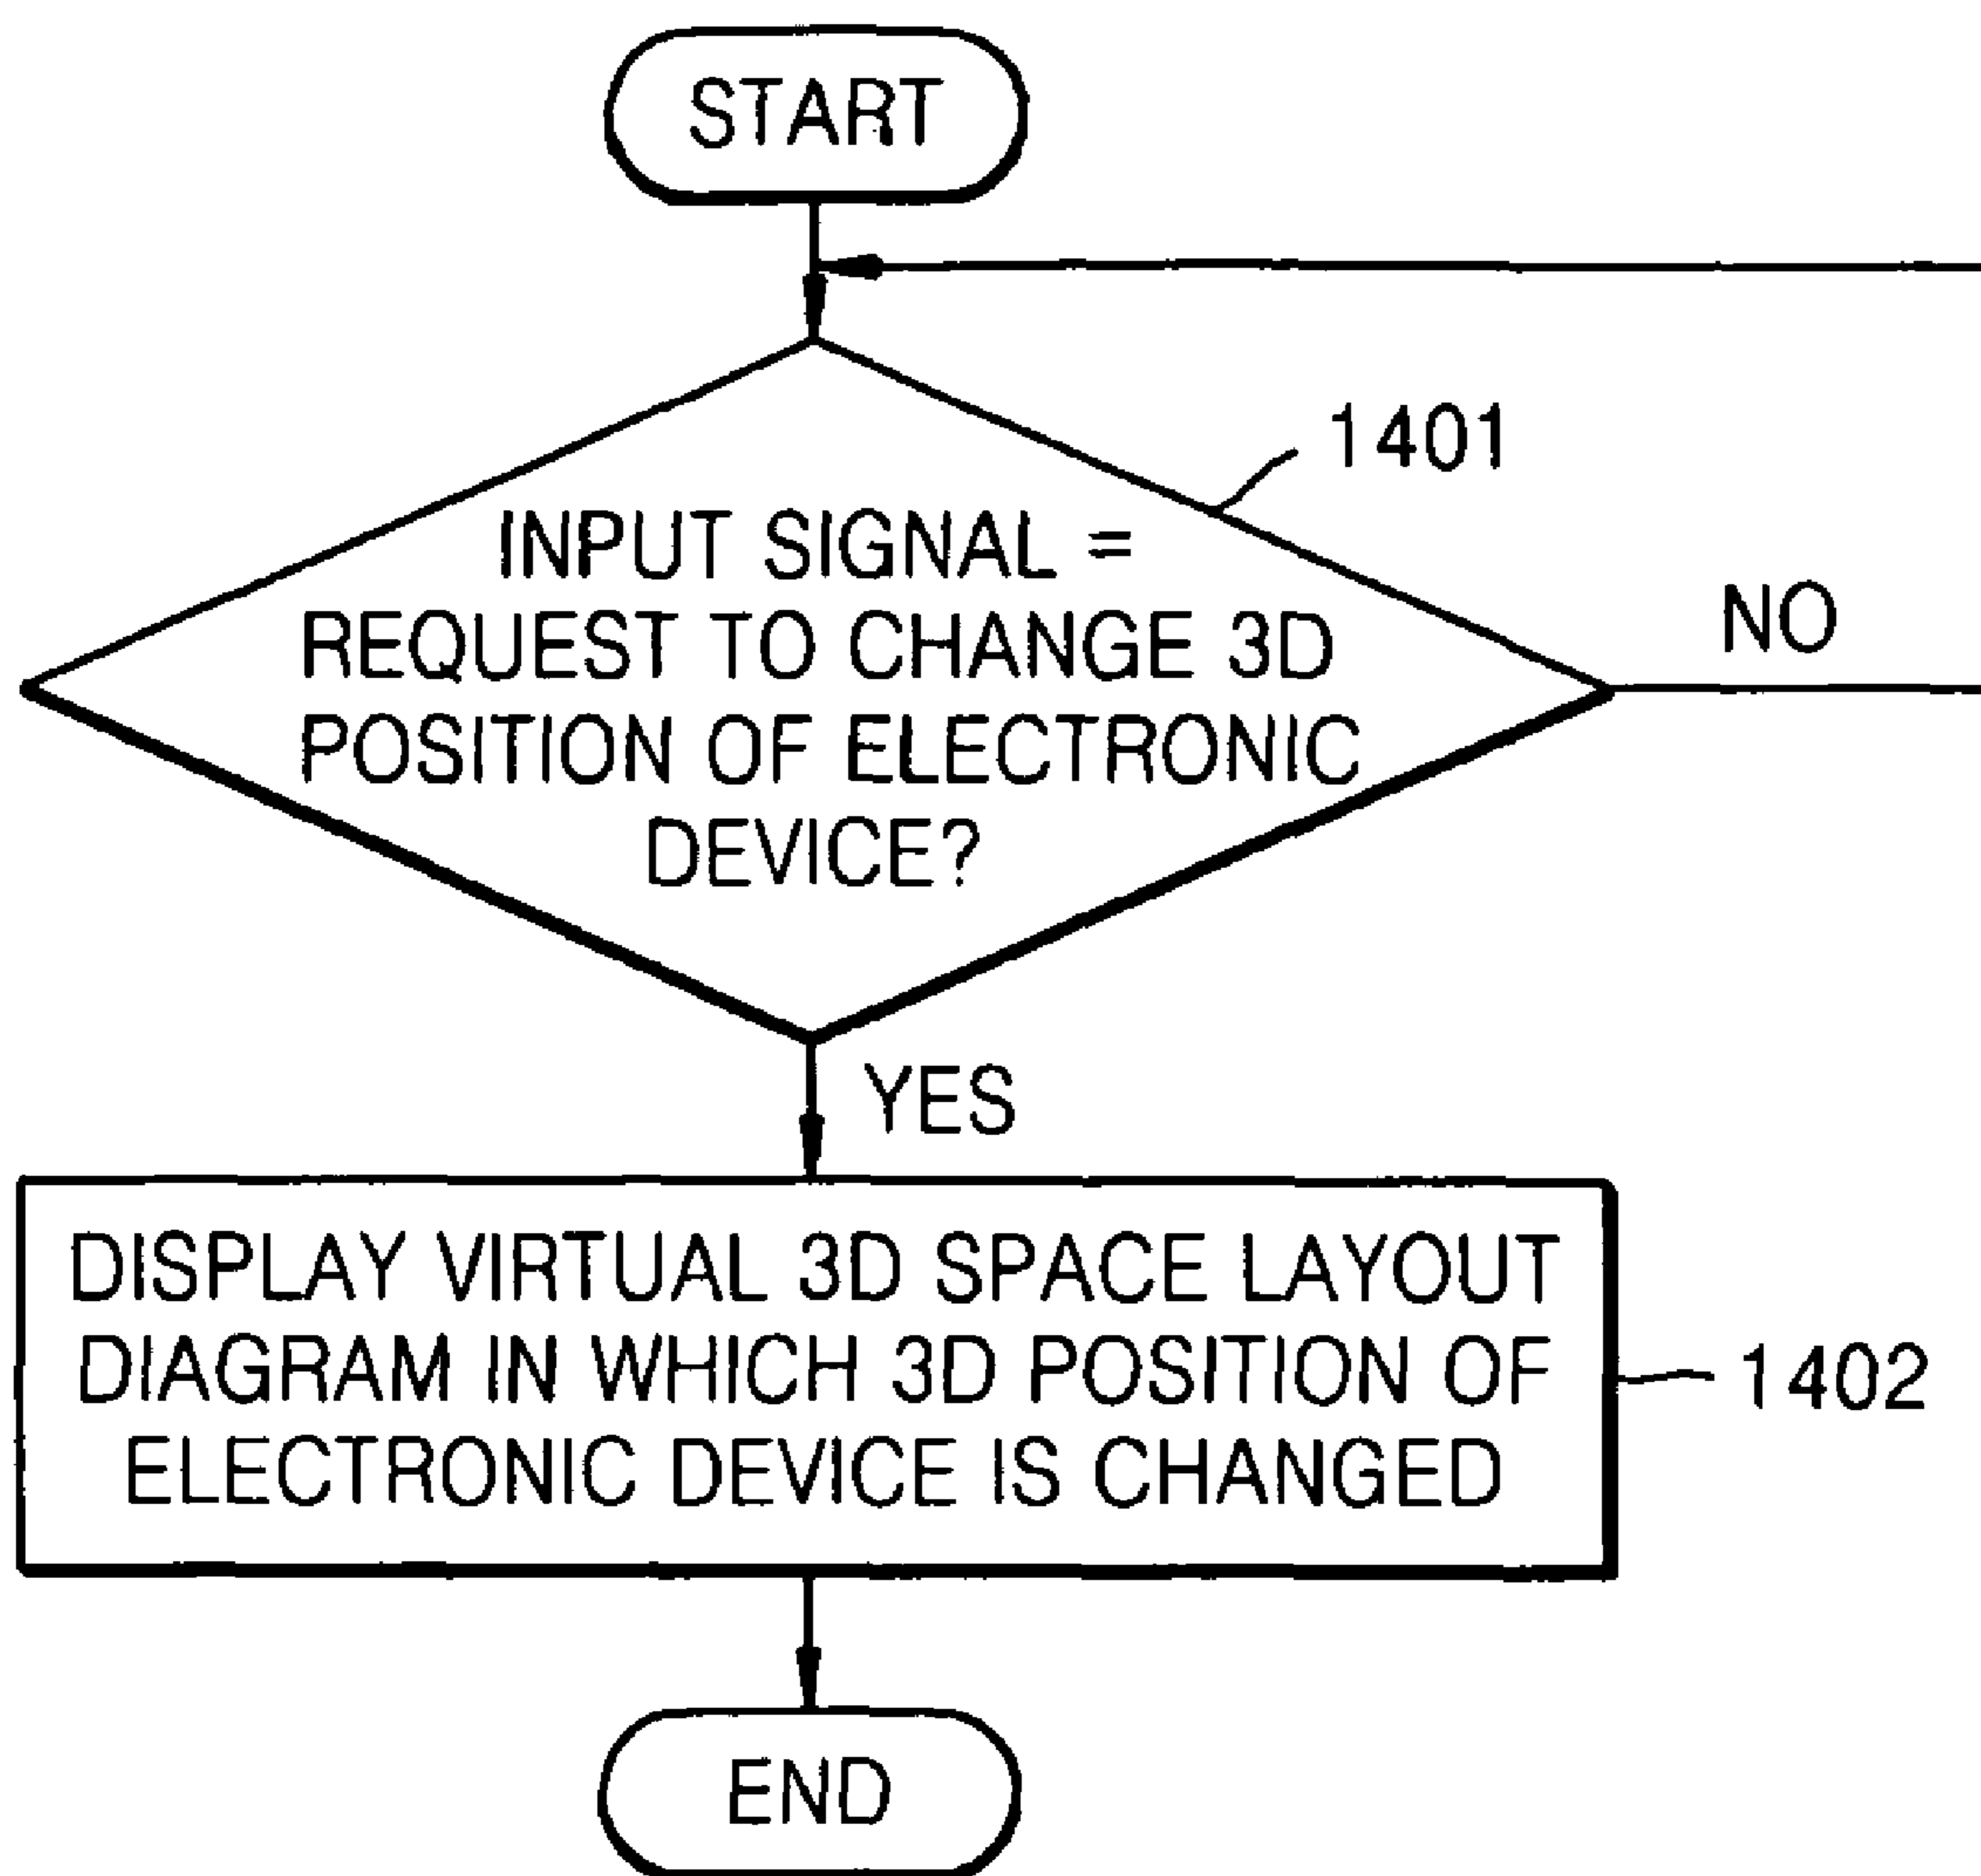 START
1401
INPUT SIGNAL =
REQUEST TO CHANGE 3D
POSITION OF ELECTRONIC
DEVICE?
NO
YES
DISPLAY VIRTUAL 3D SPACE LAYOUT
DIAGRAM IN WHICH 3D POSITION OF
ELECTRONIC DEVICE IS CHANGED
1402
END